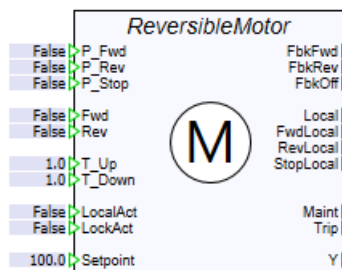 ReversibleMotor
False P_Fwd FbkFwd
False P_Rev FbkRev
False P_Stop FbkOff
False Fwd Local
False Rev FwdLocal
RevLocal
1.0 T_Up StopLocal
1.0 T_Down
M
False LocalAct Maint
False LockAct Trip
100.0 Setpoint Y